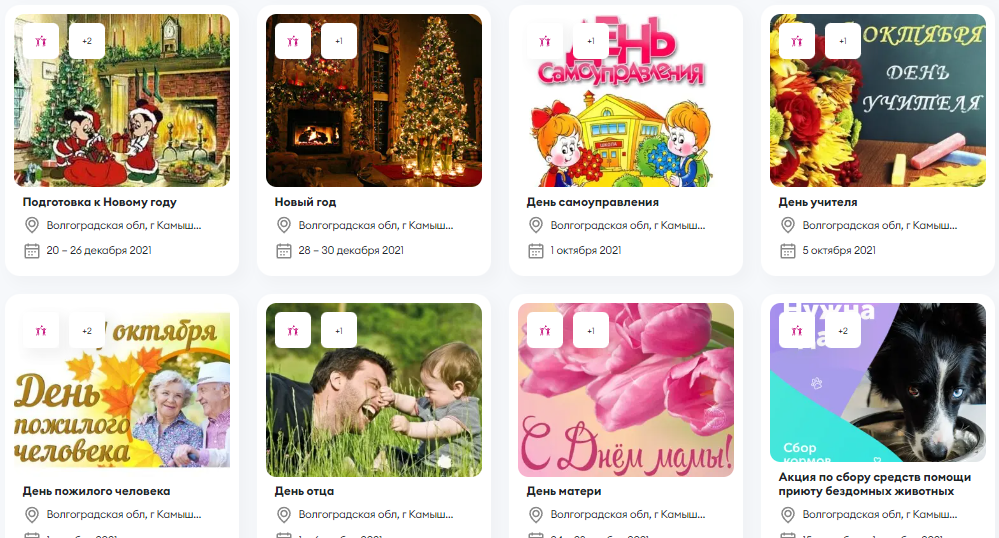 +2
+1
ДЕНЬ
Самоуправления
ШКОЛА
+1
ОКТЯБРЯ
ДЕНЬ
УЧИТЕЛЯ
+1
Подготовка к Новому году
Волгоградская обл, г Камыш...
20 – 26 декабря 2021
Новый год
Волгоградская обл, г Камыш...
28 – 30 декабря 2021
День самоуправления
Волгоградская обл, г Камыш...
1 октября 2021
День учителя
Волгоградская обл, г Камыш...
5 октября 2021
+2
октября
День
пожилого
человека
+1
+1
С Днём мамы!
+2
Нужна
Сбор
кормов
День пожилого человека
Волгоградская обл, г Камыш...
День отца
Волгоградская обл, г Камыш...
День матери
Волгоградская обл, г Камыш...
Акция по сбору средств помощи
приюту бездомных животных
Волгоградская обл, г Камыш...